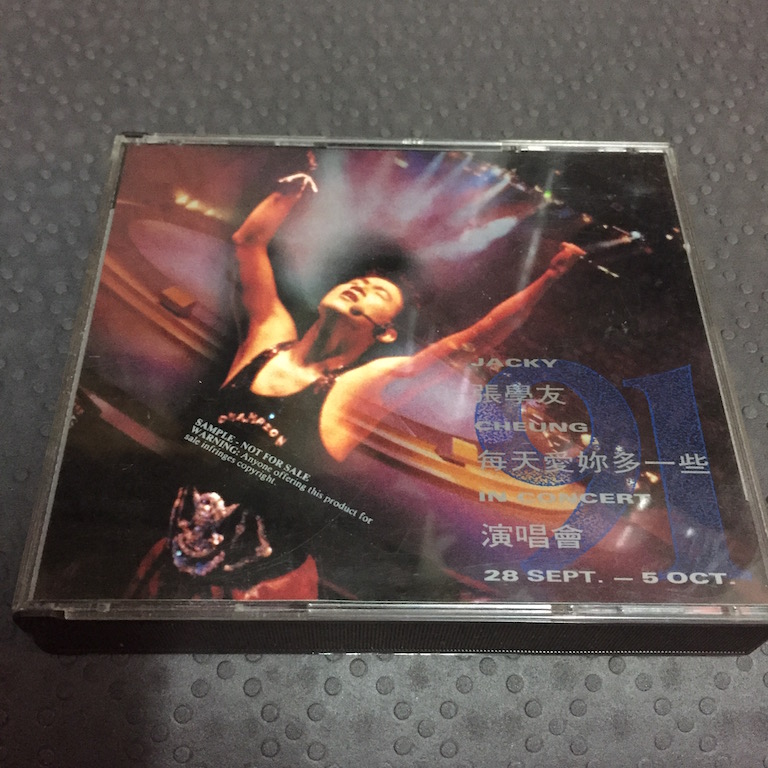 JACKY
張學友
CHEUNG
每天愛妳多一些
IN CONCERT
演唱會
28 SEPT. – 5 OCT.
91
CHAMPION
SAMPLE - NOT FOR SALE
WARNING: Anyone offering this product for
sale infringes copyright.